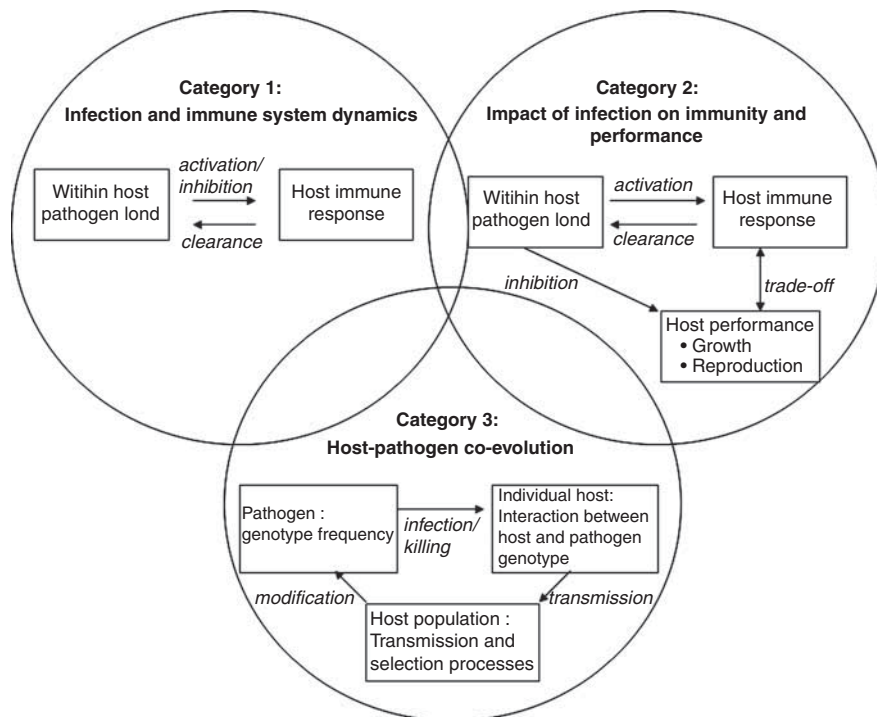 Category 1:
Infection and immune system dynamics
Witihin host
pathogen lond
activation/
inhibition
clearance
Host immune
response
Category 2:
Impact of infection on immunity and
performance
Witihin host
pathogen lond
activation
clearance
Host immune
response
inhibition
trade-off
Host performance
• Growth
• Reproduction
Category 3:
Host-pathogen co-evolution
Pathogen :
genotype frequency
infection/
killing
Individual host:
Interaction between
host and pathogen
genotype
modification
transmission
Host population :
Transmission and
selection processes